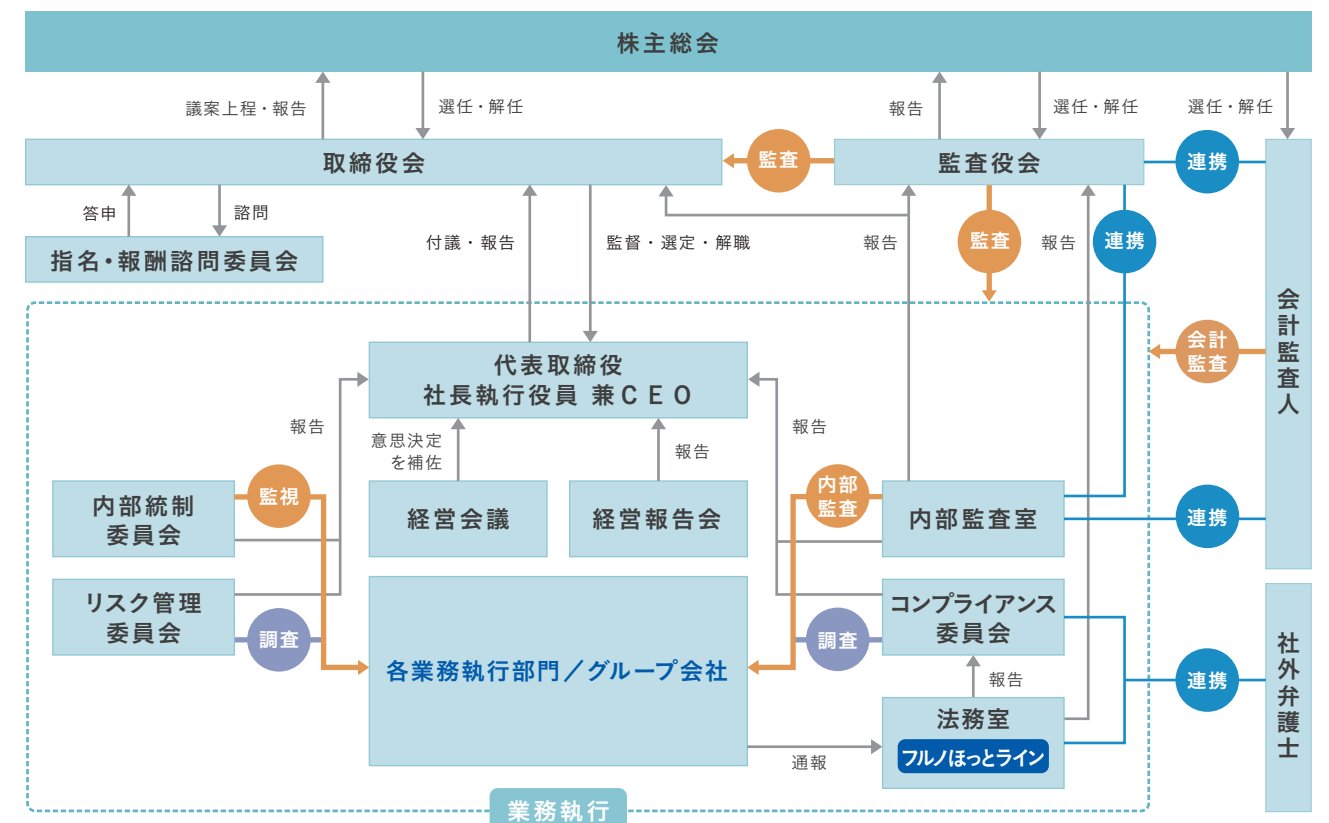 株主総会
議案上程・報告
選任・解任
報告
選任・解任
選任・解任
取締役会
監査
監査役会
連携
答申
諮問
付議・報告
監督・選定・解職
報告
監査
報告
連携
指名・報酬諮問委員会
会計監査人
会計
監査
代表取締役
社長執行役員 兼CEO
報告
意思決定
を補佐
報告
報告
内部統制
委員会
監視
経営会議
経営報告会
内部
監査
内部監査室
連携
リスク管理
委員会
調査
各業務執行部門／グループ会社
調査
コンプライアンス
委員会
報告
連携
社外弁護士
通報
法務室
フルノほっとライン
業務執行